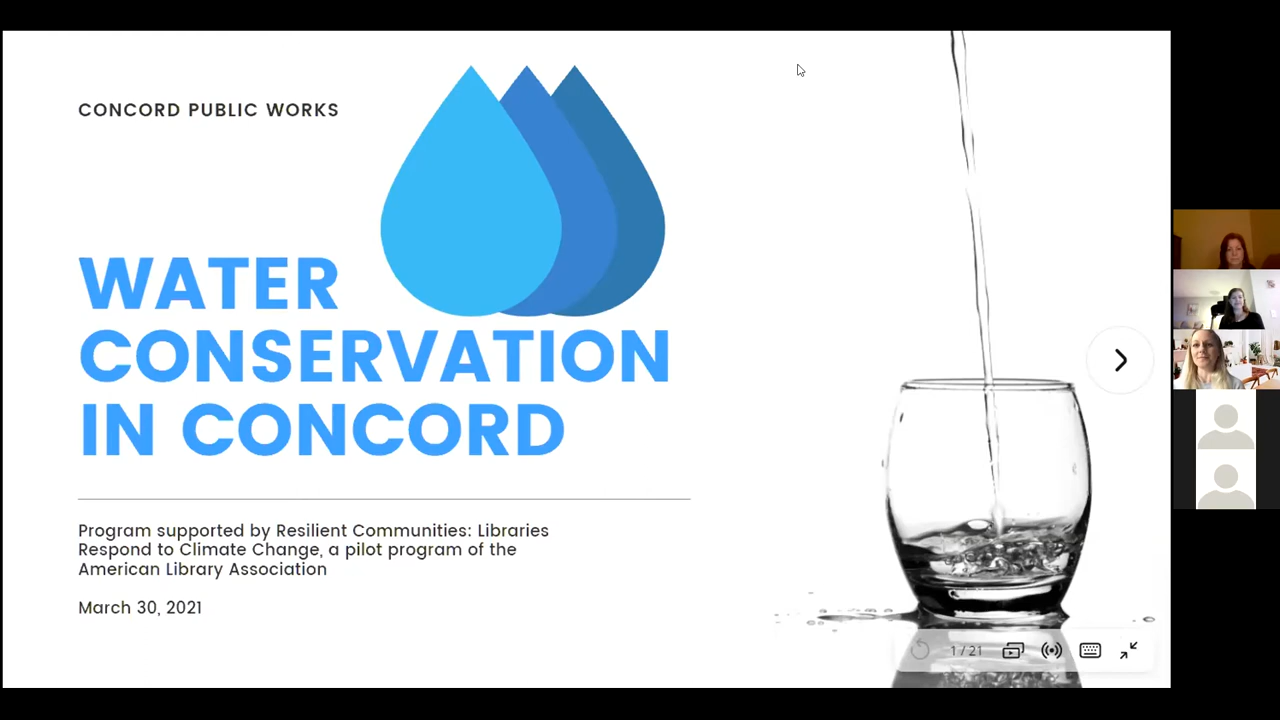 CONCORD PUBLIC WORKS
WATER
CONSERVATION
IN CONCORD
Program supported by Resilient Communities: Libraries
Respond to Climate Change, a pilot program of the
American Library Association
March 30, 2021
1 / 21